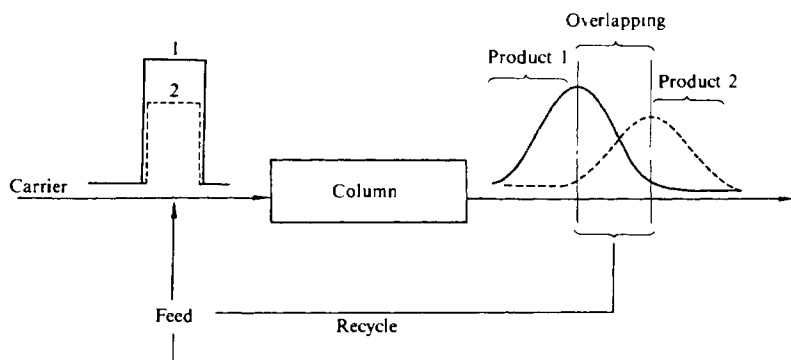 Overlapping
1
Product 1
2
Product 2
Carrier
Column
Feed
Recycle